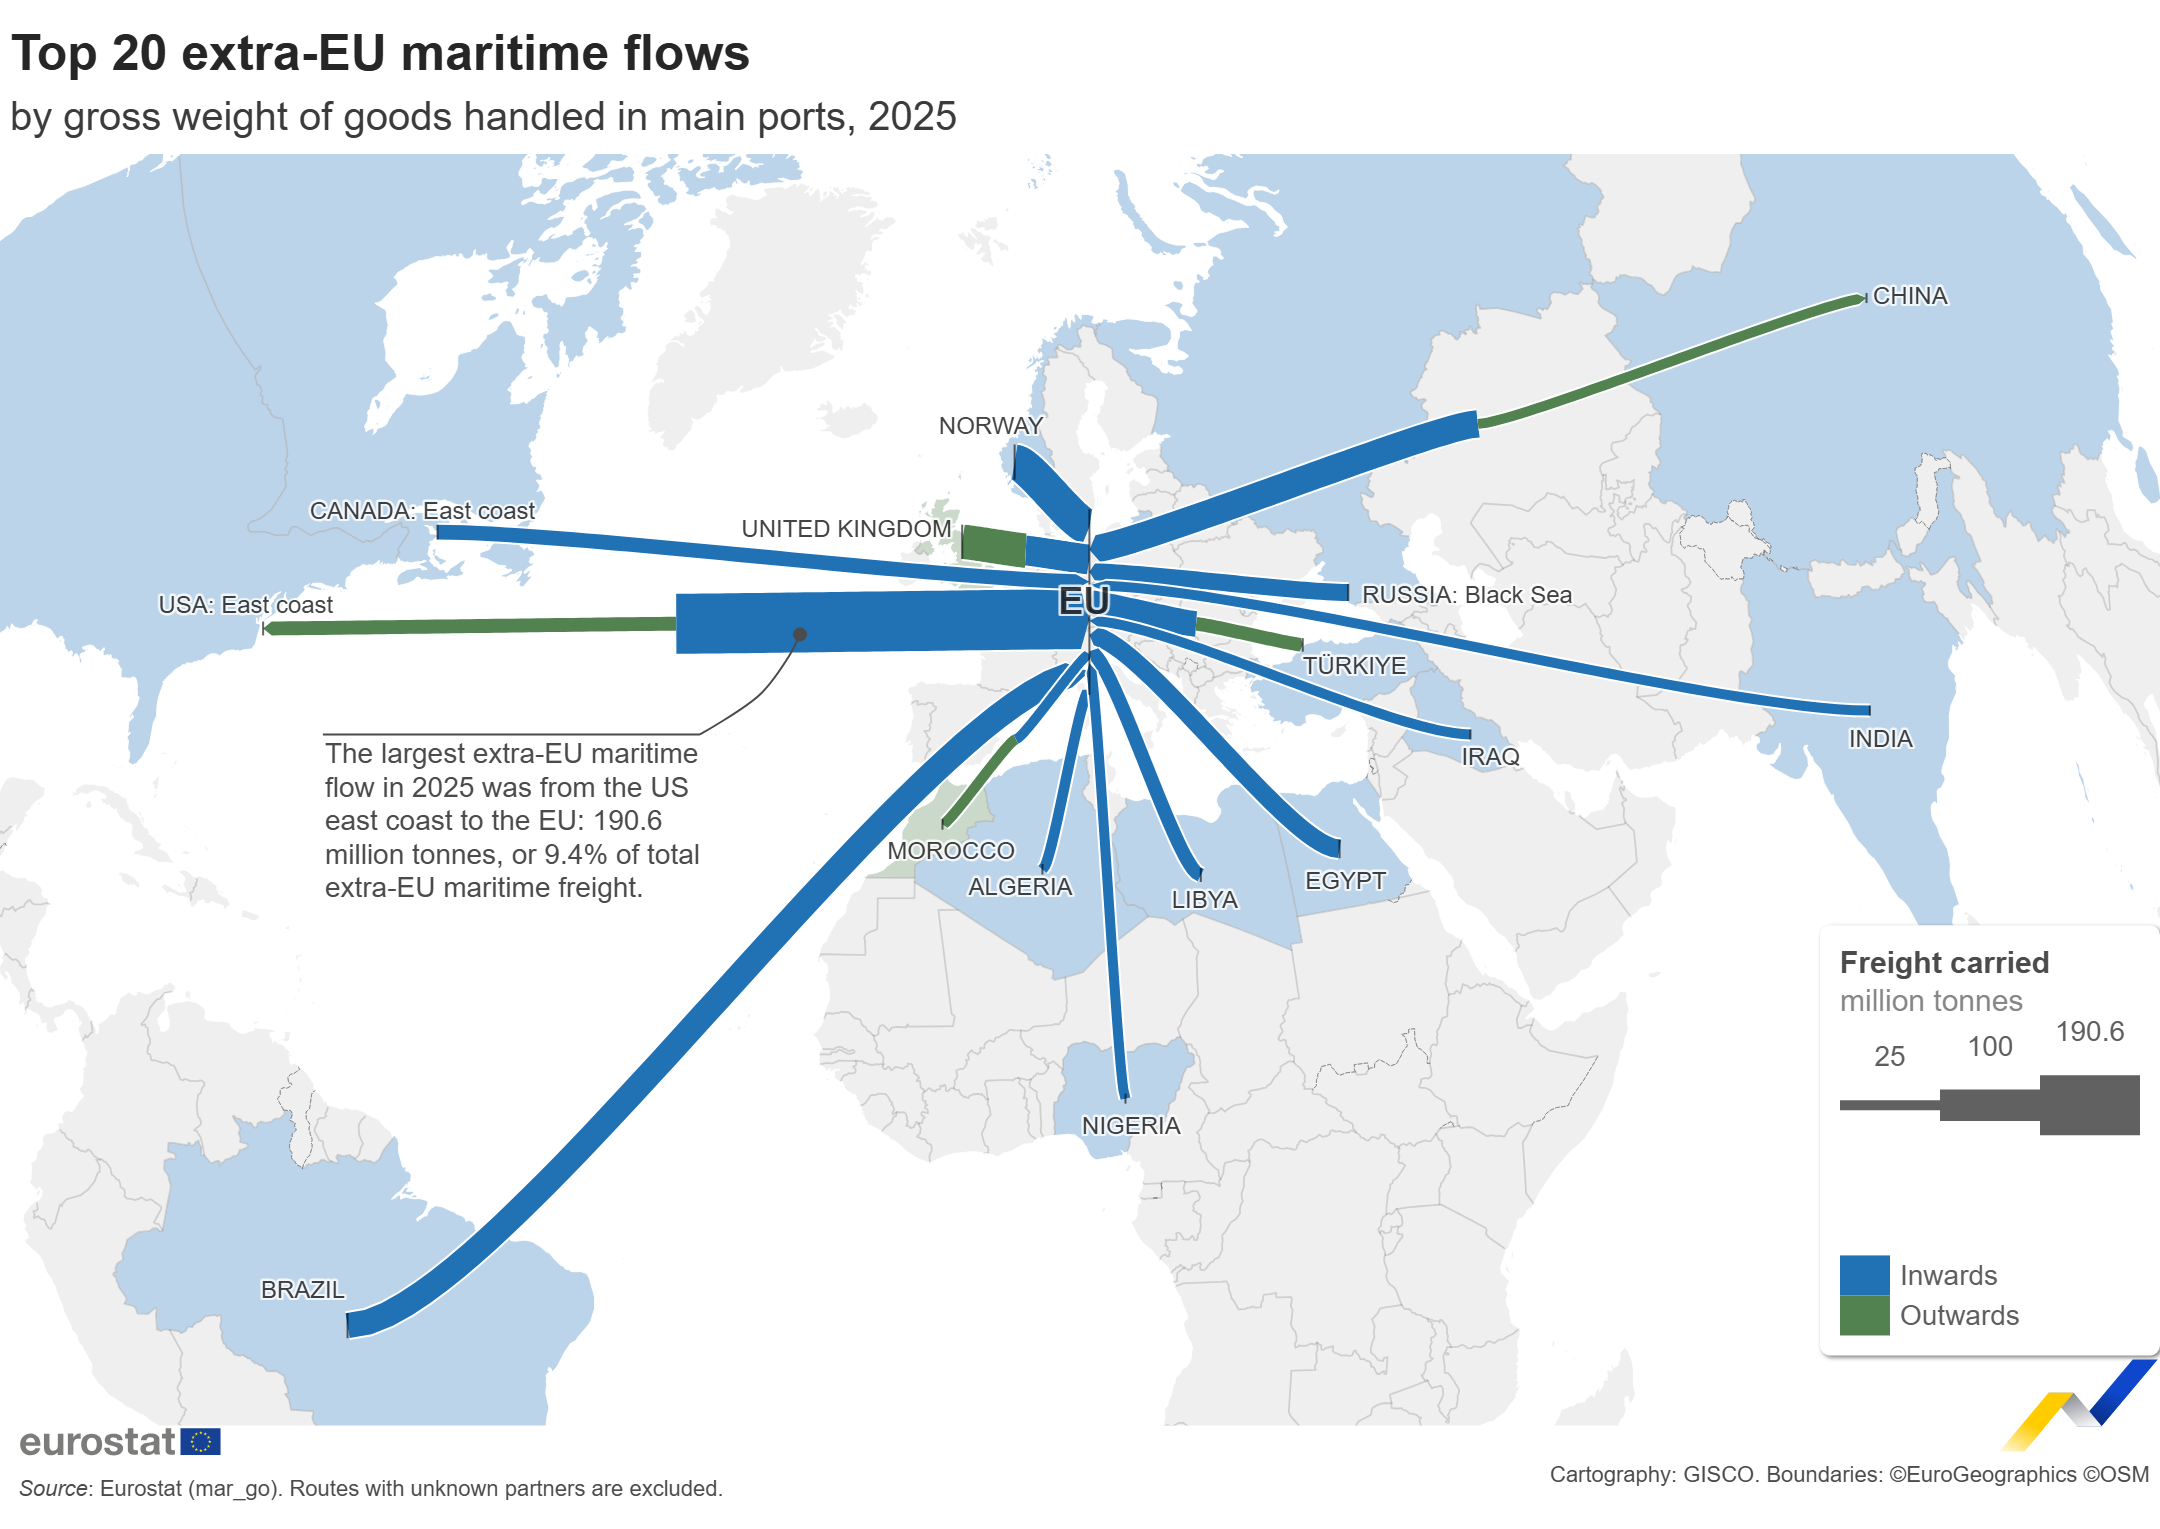 Top 20 extra-EU maritime flows
by gross weight of goods handled in main ports, 2025
CHINA
NORWAY
CANADA: East coast
UNITED KINGDOM
EU
RUSSIA: Black Sea
USA: East coast
TÜRKIYE
INDIA
IRAQ
The largest extra-EU maritime
flow in 2025 was from the US
east coast to the EU: 190.6
million tonnes, or 9.4% of total
extra-EU maritime freight.
MOROCCO
ALGERIA
LIBYA
EGYPT
NIGERIA
BRAZIL
Freight carried
million tonnes
25
100
190.6
Inwards
Outwards
eurostat
Source: Eurostat (mar_go). Routes with unknown partners are excluded.
Cartography: GISCO. Boundaries: ©EuroGeographics ©OSM